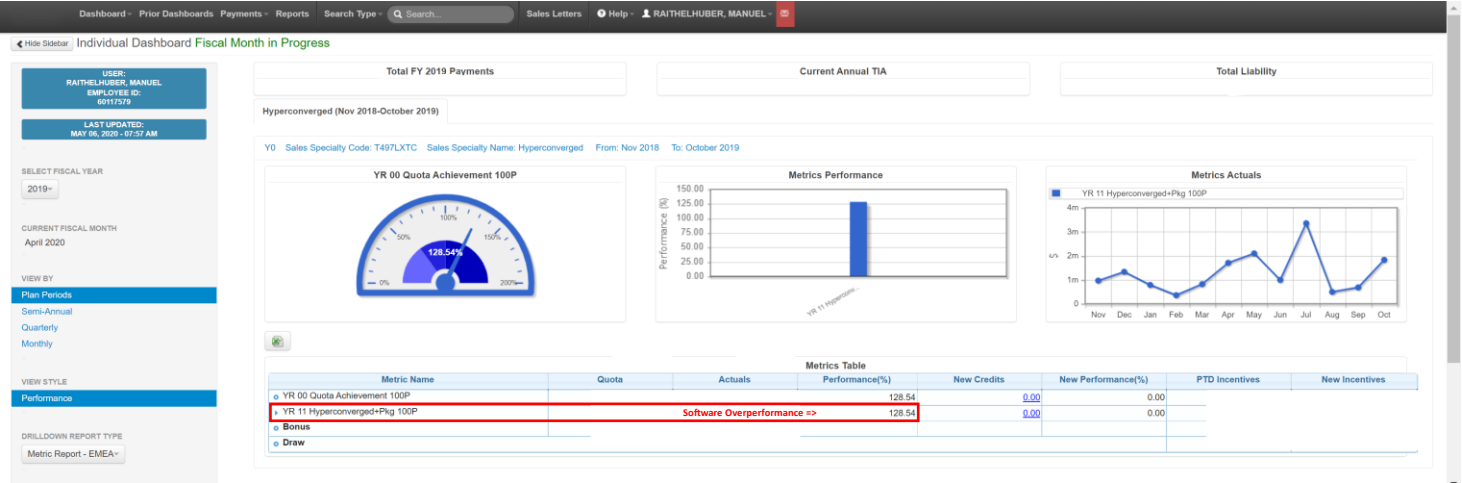 Dashboard Prior Dashboards Payments Reports Search Type Search... Sales Letters Help RAITHELHUBER, MANUEL
Hide Sidebar Individual Dashboard Fiscal Month in Progress
USER:
RAITHELHUBER, MANUEL
EMPLOYEE ID:
60117579
LAST UPDATED:
MAY 06, 2020 - 07:57 AM
SELECT FISCAL YEAR
2019
CURRENT FISCAL MONTH
April 2020
VIEW BY
Plan Periods
Semi-Annual
Quarterly
Monthly
VIEW STYLE
Performance
DRILLDOWN REPORT TYPE
Metric Report - EMEA
Total FY 2019 Payments
Current Annual TIA
Total Liability
Hyperconverged (Nov 2018-October 2019)
Y0 Sales Specialty Code: T497LXTC Sales Specialty Name: Hyperconverged From: Nov 2018 To: October 2019
YR 00 Quota Achievement 100P
0%
50%
100%
150%
200%
128.54%
Metrics Performance
Performance (%)
150.00
125.00
100.00
75.00
50.00
25.00
0.00
YR 11 Hyperconv...
Metrics Actuals
YR 11 Hyperconverged+Pkg 100P
$
4m
3m
2m
1m
0
Nov Dec Jan Feb Mar Apr May Jun Jul Aug Sep Oct
Metrics Table
Metric Name Quota Actuals Performance(%) New Credits New Performance(%) PTD Incentives New Incentives
YR 00 Quota Achievement 100P 128.54 0.00 0.00
YR 11 Hyperconverged+Pkg 100P Software Overperformance => 128.54 0.00 0.00
Bonus
Draw